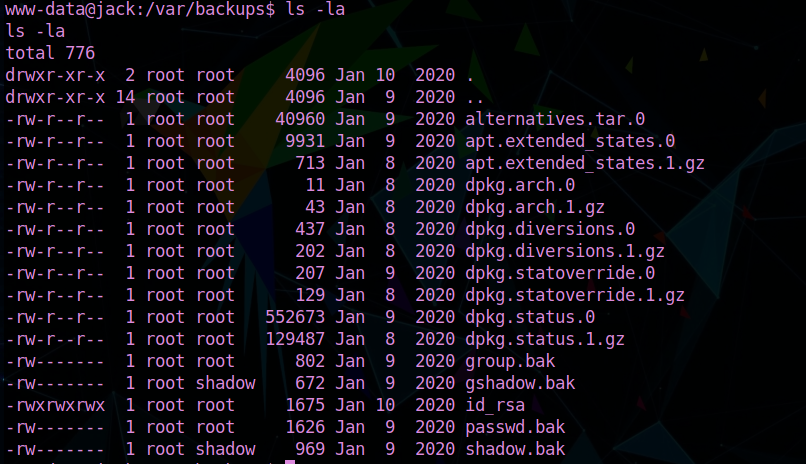 www-data@jack:/var/backups$ ls -la
ls -la
total 776
drwxr-xr-x  2 root root     4096 Jan 10  2020 .
drwxr-xr-x 14 root root     4096 Jan  9  2020 ..
-rw-r--r--  1 root root    40960 Jan  9  2020 alternatives.tar.0
-rw-r--r--  1 root root     9931 Jan  9  2020 apt.extended_states.0
-rw-r--r--  1 root root      713 Jan  8  2020 apt.extended_states.1.gz
-rw-r--r--  1 root root       11 Jan  8  2020 dpkg.arch.0
-rw-r--r--  1 root root       43 Jan  8  2020 dpkg.arch.1.gz
-rw-r--r--  1 root root      437 Jan  8  2020 dpkg.diversions.0
-rw-r--r--  1 root root      202 Jan  8  2020 dpkg.diversions.1.gz
-rw-r--r--  1 root root      207 Jan  9  2020 dpkg.statoverride.0
-rw-r--r--  1 root root      129 Jan  8  2020 dpkg.statoverride.1.gz
-rw-r--r--  1 root root   552673 Jan  9  2020 dpkg.status.0
-rw-r--r--  1 root root   129487 Jan  8  2020 dpkg.status.1.gz
-rw-------  1 root root      802 Jan  9  2020 group.bak
-rw-------  1 root shadow    672 Jan  9  2020 gshadow.bak
-rwxrwxrwx  1 root root     1675 Jan 10  2020 id_rsa
-rw-------  1 root root     1626 Jan  9  2020 passwd.bak
-rw-------  1 root shadow    969 Jan  9  2020 shadow.bak